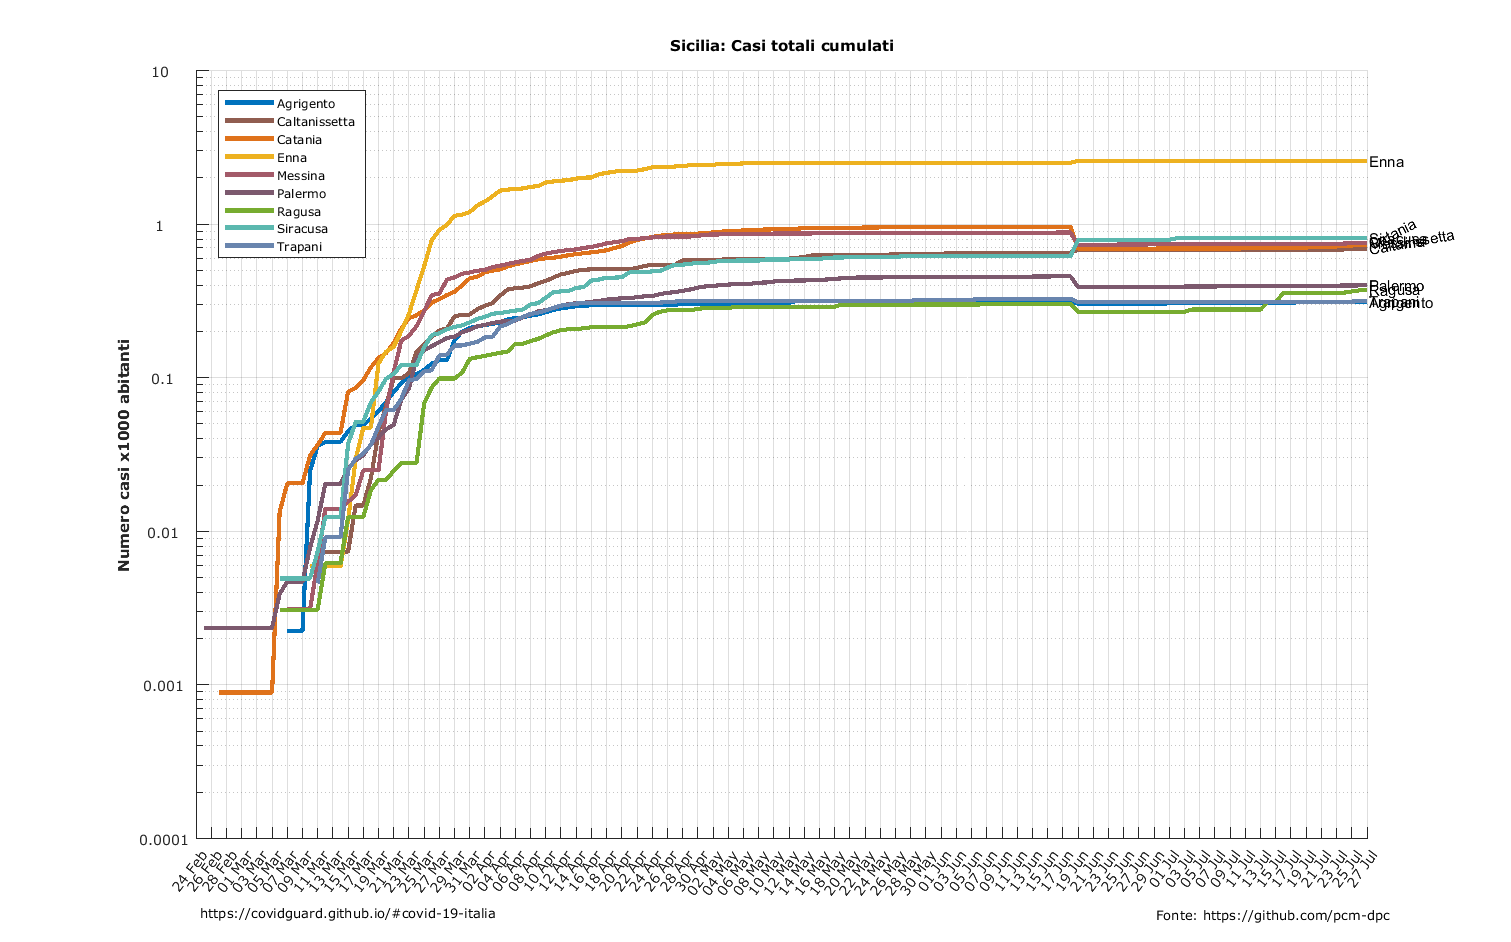 Sicilia: Casi totali cumulati
10
1
0.1
0.01
0.001
0.0001
Numero casi x1000 abitanti
Agrigento
Caltanissetta
Catania
Enna
Messina
Palermo
Ragusa
Siracusa
Trapani
Enna
Catania
Palermo
Ragusa
Trapani
Agrigento
24 Feb
26 Feb
28 Feb
01 Mar
03 Mar
05 Mar
07 Mar
09 Mar
11 Mar
13 Mar
15 Mar
17 Mar
19 Mar
21 Mar
23 Mar
25 Mar
27 Mar
29 Mar
31 Mar
02 Apr
04 Apr
06 Apr
08 Apr
10 Apr
12 Apr
14 Apr
16 Apr
18 Apr
20 Apr
22 Apr
24 Apr
26 Apr
28 Apr
30 Apr
02 May
04 May
06 May
08 May
10 May
12 May
14 May
16 May
18 May
20 May
22 May
24 May
26 May
28 May
30 May
01 Jun
03 Jun
05 Jun
07 Jun
09 Jun
11 Jun
13 Jun
15 Jun
17 Jun
19 Jun
21 Jun
23 Jun
25 Jun
27 Jun
29 Jun
01 Jul
03 Jul
05 Jul
07 Jul
09 Jul
11 Jul
13 Jul
15 Jul
17 Jul
19 Jul
21 Jul
23 Jul
25 Jul
27 Jul
https://covidguard.github.io/#covid-19-italia
Fonte: https://github.com/pcm-dpc